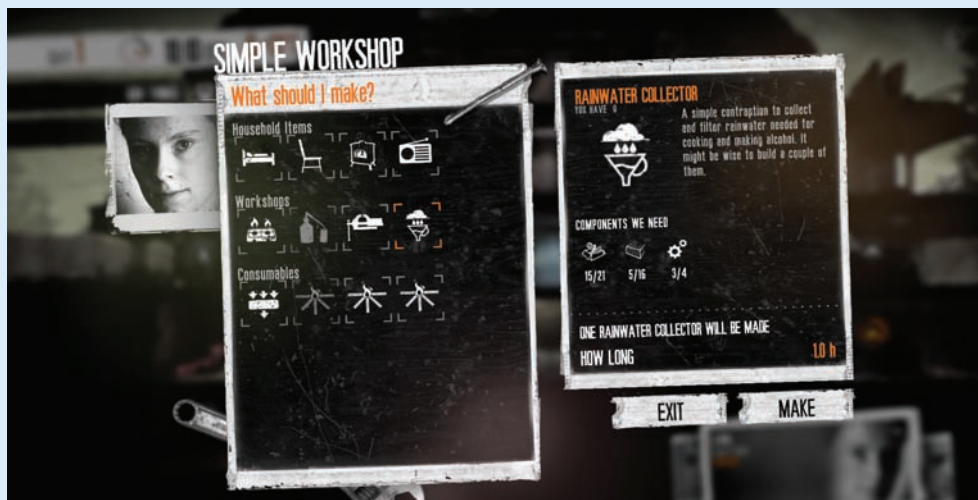 SIMPLE WORKSHOP
What should I make?
Household Items
Workshops
Consumables
RAINWATER COLLECTOR
YOU HAVE 0
A simple contraption to collect
and filter rainwater needed for
cooking and making alcohol. It
might be wise to build a couple of
them.
COMPONENTS WE NEED
15/21 5/16 3/4
ONE RAINWATER COLLECTOR WILL BE MADE
HOW LONG 1.0 h
EXIT MAKE